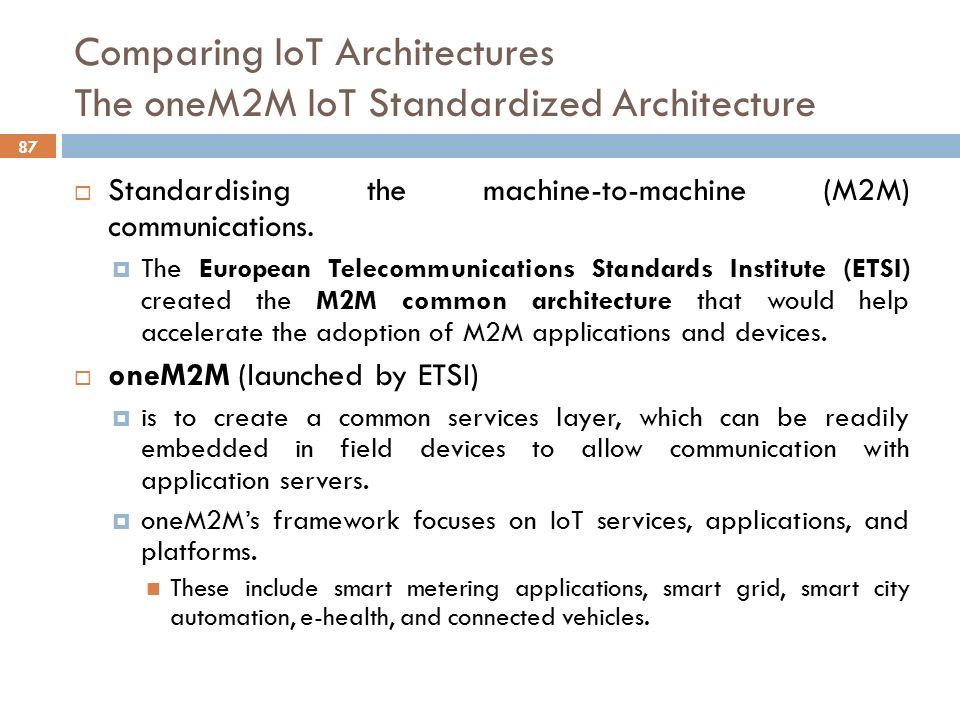 Comparing IoT Architectures
The oneM2M IoT Standardized Architecture
87
Standardising the machine-to-machine (M2M)
communications.
The European Telecommunications Standards Institute (ETSI)
created the M2M common architecture that would help
accelerate the adoption of M2M applications and devices.
oneM2M (launched by ETSI)
is to create a common services layer, which can be readily
embedded in field devices to allow communication with
application servers.
oneM2M’s framework focuses on IoT services, applications, and
platforms.
These include smart metering applications, smart grid, smart city
automation, e-health, and connected vehicles.